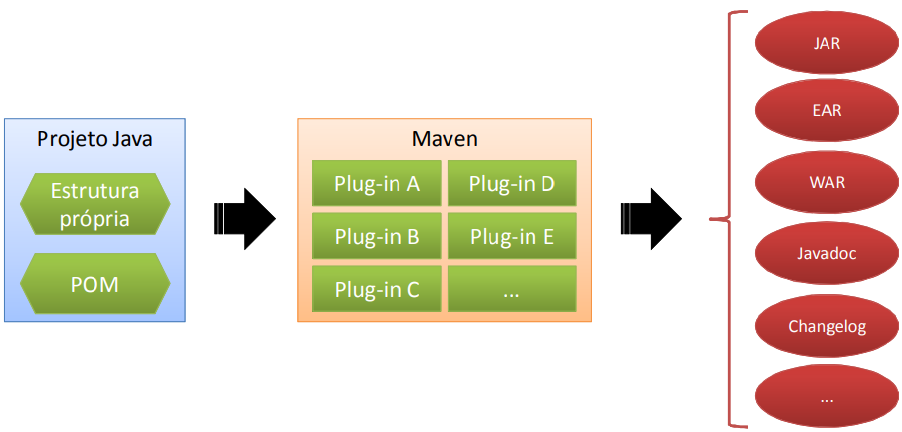 Projeto Java
Estrutura
própria
POM
Maven
Plug-in A
Plug-in D
Plug-in B
Plug-in E
Plug-in C
...
JAR
EAR
WAR
Javadoc
Changelog
...